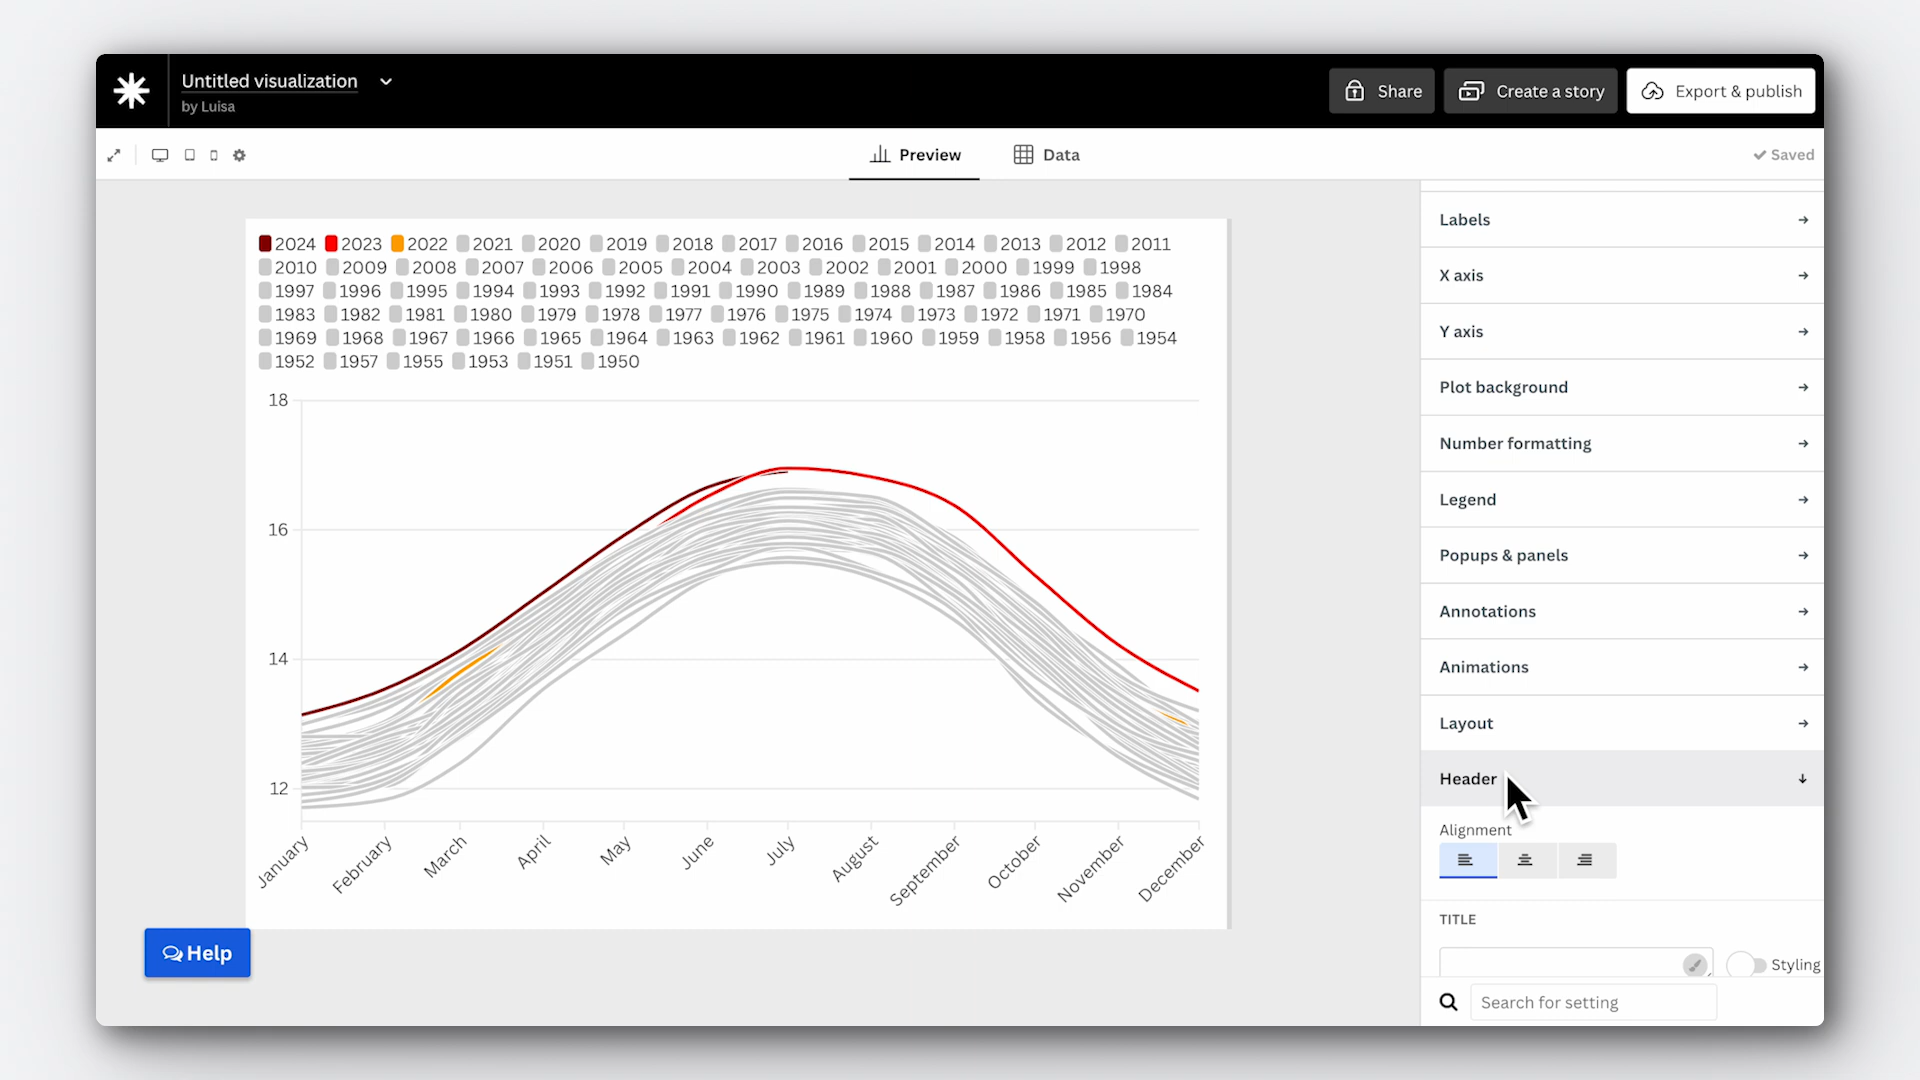 Untitled visualization
by Luisa
Share
Create a story
Export & publish
Preview
Data
Saved
2024 2023 2022 2021 2020 2019 2018 2017 2016 2015 2014 2013 2012 2011
2010 2009 2008 2007 2006 2005 2004 2003 2002 2001 2000 1999 1998
1997 1996 1995 1994 1993 1992 1991 1990 1989 1988 1987 1986 1985 1984
1983 1982 1981 1980 1979 1978 1977 1976 1975 1974 1973 1972 1971 1970
1969 1968 1967 1966 1965 1964 1963 1962 1961 1960 1959 1958 1956 1954
1952 1957 1955 1953 1951 1950
18
16
14
12
January
February
March
April
May
June
July
August
September
October
November
December
Help
Labels
X axis
Y axis
Plot background
Number formatting
Legend
Popups & panels
Annotations
Animations
Layout
Header
Alignment
TITLE
Styling
Search for setting